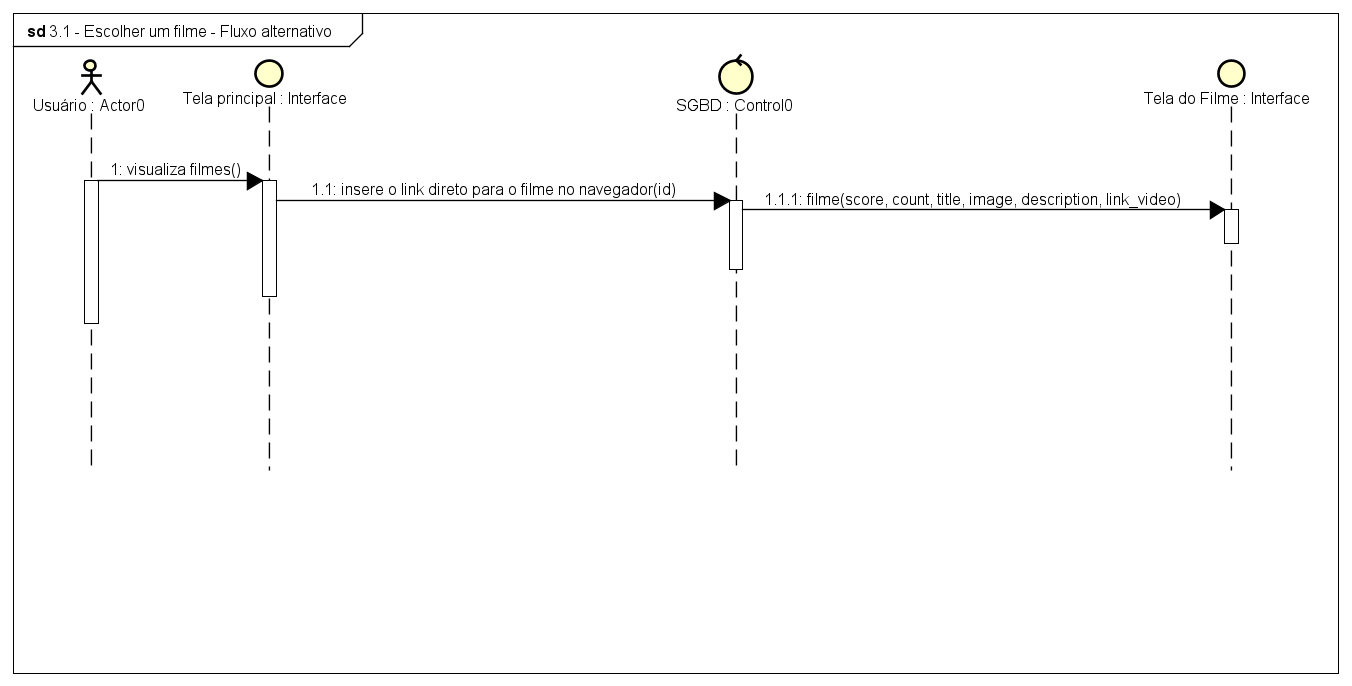 sd 3.1 - Escolher um filme - Fluxo alternativo
Usuário : Actor0
Tela principal : Interface
SGBD : Control0
Tela do Filme : Interface
1: visualiza filmes()
1.1: insere o link direto para o filme no navegador(id)
1.1.1: filme(score, count, title, image, description, link_video)